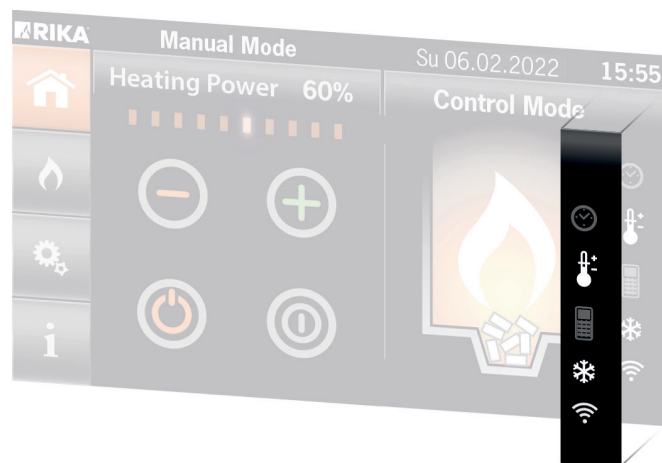 RIKA
Manual Mode
Su 06.02.2022
15:55
Heating Power 60%
Control Mode
i